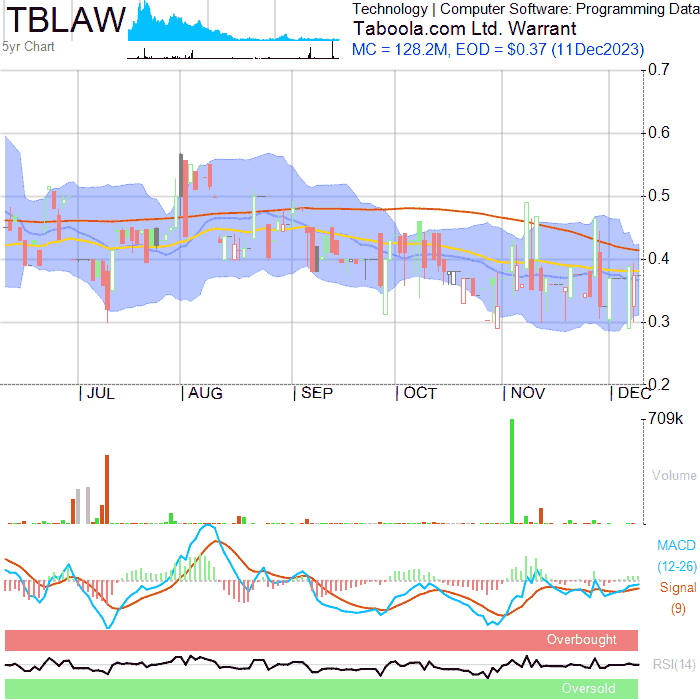 TBLAW
5yr Chart
Technology | Computer Software: Programming Data
Taboola.com Ltd. Warrant
MC = 128.2M, EOD = $0.37 (11Dec2023)
0.7
0.6
0.5
0.4
0.3
0.2
JUL AUG SEP OCT NOV DEC
709k
Volume
MACD
(12-26)
Signal
(9)
Overbought
RSI(14)
Oversold